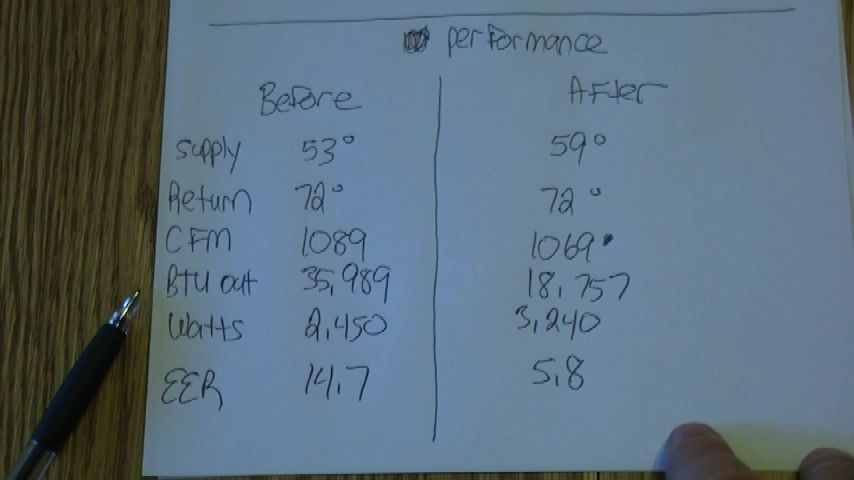 performance
Before After
supply 53° 59°
Return 72° 72°
CFM 1089 1069
BTU out 35,989 18,757
Watts 2,450 3,240
EER 14.7 5.8